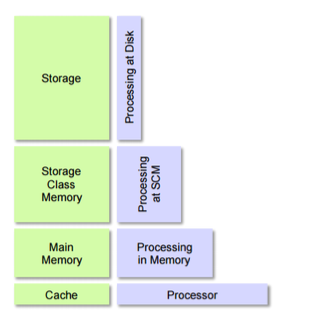 Storage
Processing at Disk
Storage
Class
Memory
Processing
at SCM
Main
Memory
Processing
in Memory
Cache
Processor